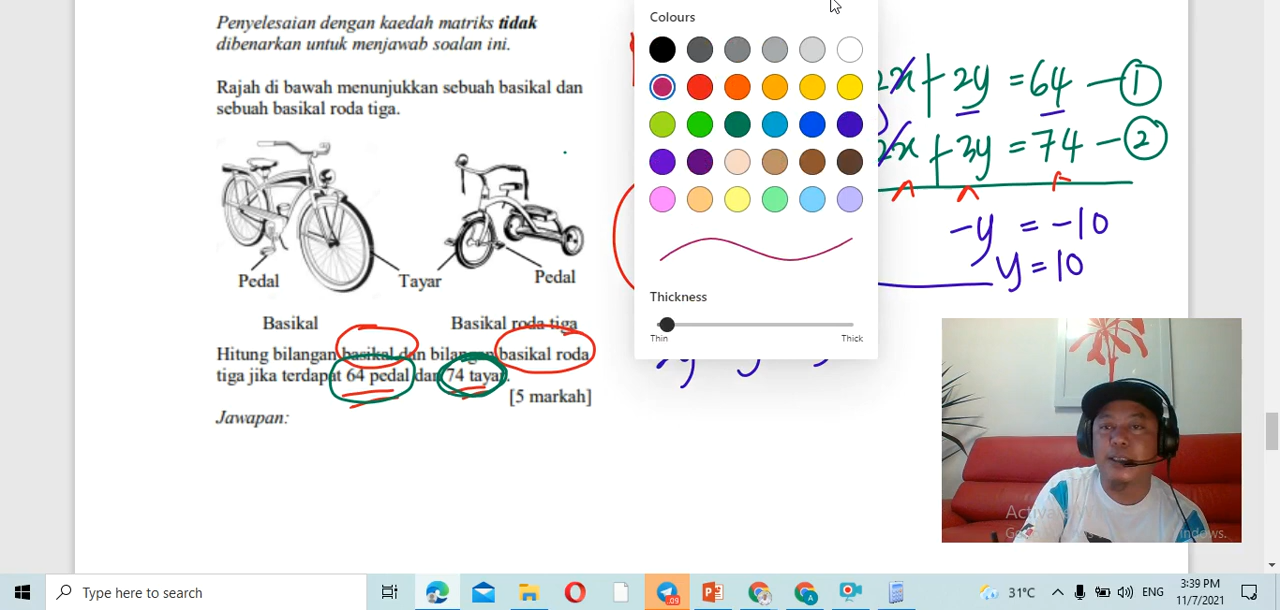 Penyelesaian dengan kaedah matriks tidak
dibenarkan untuk menjawab soalan ini.
Rajah di bawah menunjukkan sebuah basikal dan
sebuah basikal roda tiga.
Pedal
Tayar
Pedal
Basikal
Basikal roda tiga
Hitung bilangan basikal dan bilangan basikal roda
tiga jika terdapat 64 pedal dan 74 tayar.
[5 markah]
Jawapan:
Colours
Thickness
Thin
Thick
2x + 2y = 64 — ①
2x + 3y = 74 — ②
-y = -10
y = 10
Type here to search
09
31°C
ENG
3:39 PM
11/7/2021